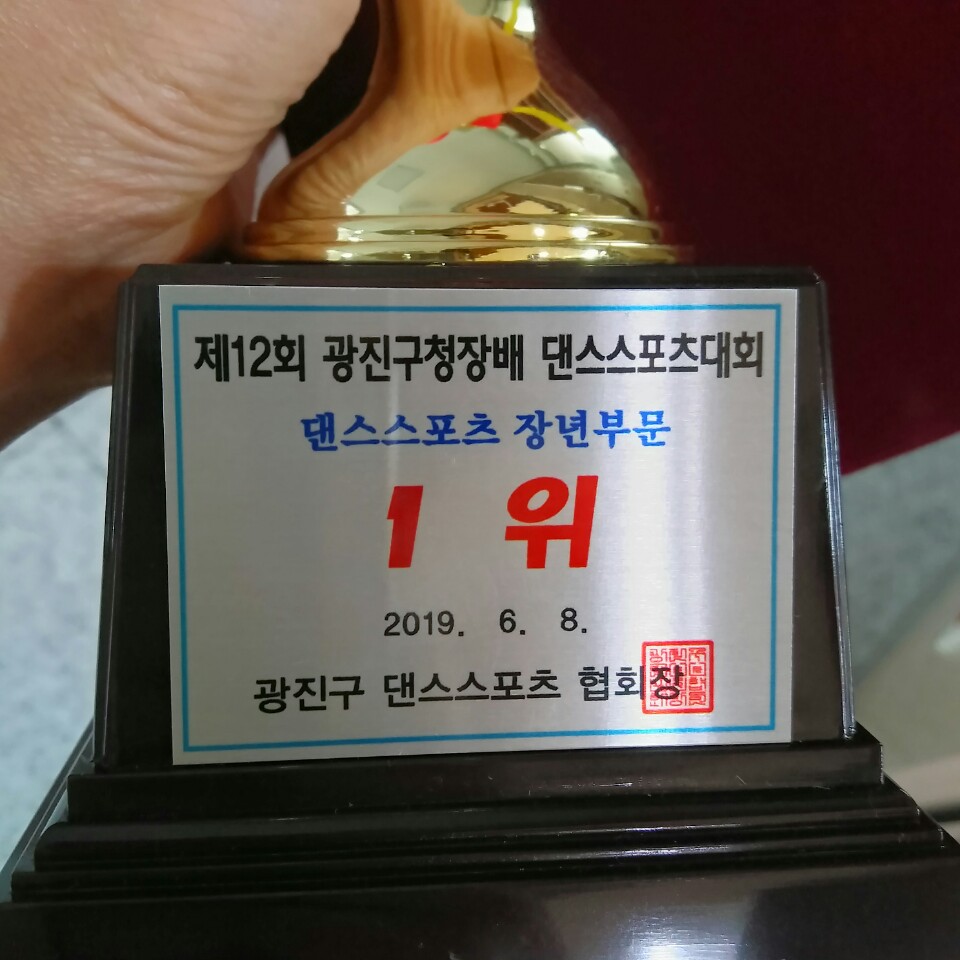 제12회 광진구청장배 댄스스포츠대회
댄스스포츠 장년부문
1 위
2019. 6. 8.
광진구 댄스스포츠 협회장